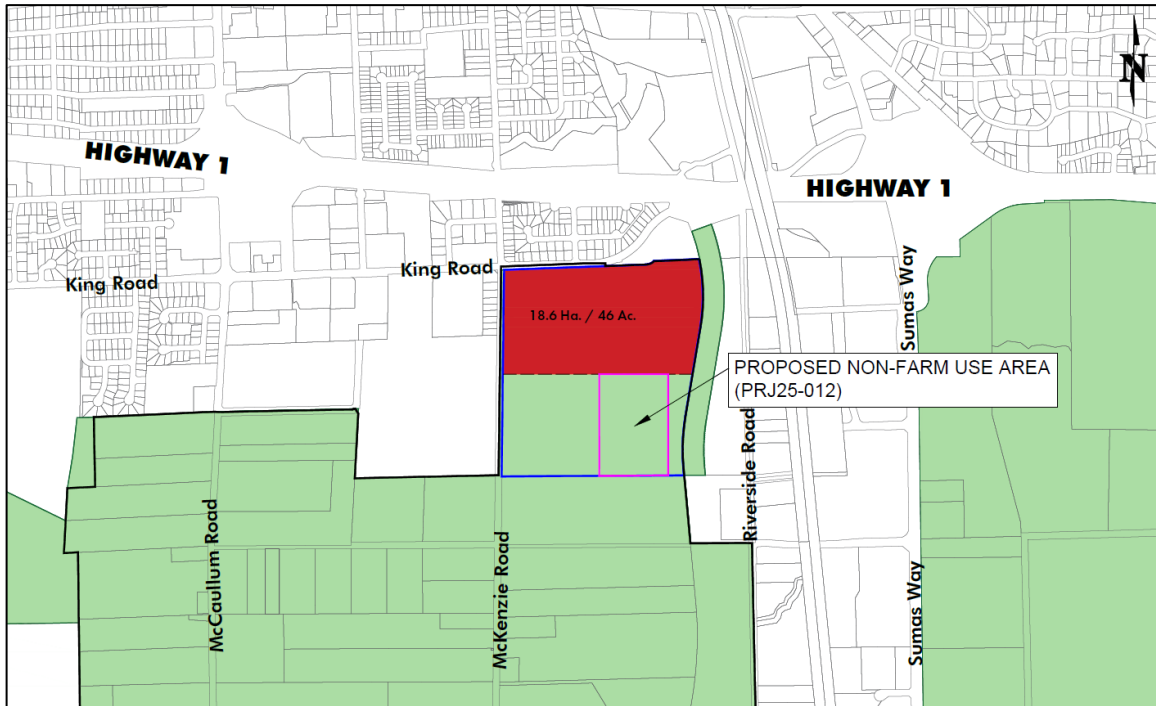 N
HIGHWAY 1
HIGHWAY 1
King Road
King Road
Sumas Way
18.6 Ha. / 46 Ac.
PROPOSED NON-FARM USE AREA
(PRJ25-012)
Riverside Road
McCaullum Road
McKenzie Road
Sumas Way